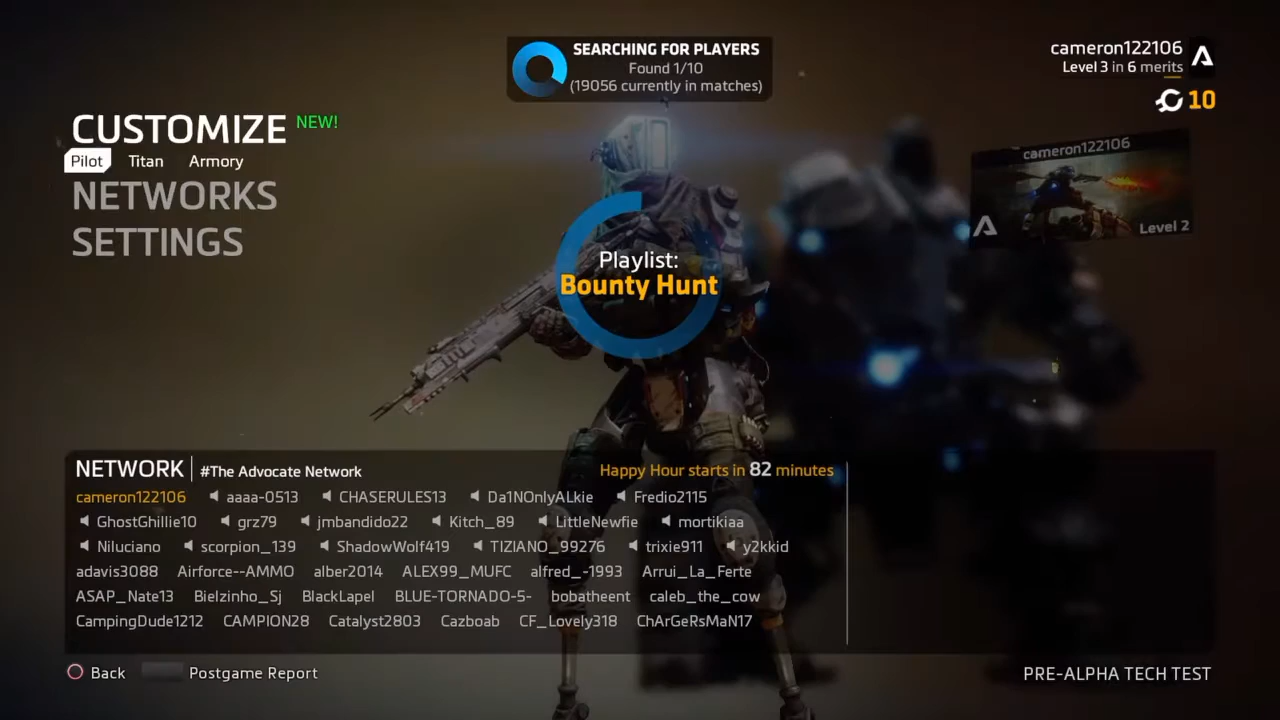 SEARCHING FOR PLAYERS
Found 1/10
(19056 currently in matches)
cameron122106
Level 3 in 6 merits
10
CUSTOMIZE NEW!
Pilot Titan Armory
NETWORKS
SETTINGS
cameron122106
Level 2
Playlist:
Bounty Hunt
NETWORK #The Advocate Network Happy Hour starts in 82 minutes
cameron122106 aaaa-0513 CHASERULES13 Da1NOnlyALkie Fredio2115
GhostGhillie10 grz79 jmbandido22 Kitch_89 LittleNewfie mortikiaa
Niluciano scorpion_139 ShadowWolf419 TIZIANO_99276 trixie911 y2kkid
adavis3088 Airforce--AMMO alber2014 ALEX99_MUFC alfred_-1993 Arrui_La_Ferte
ASAP_Nate13 Bielzinho_Sj BlackLapel BLUE-TORNADO-5- bobatheent caleb_the_cow
CampingDude1212 CAMPION28 Catalyst2803 Cazboab CF_Lovely318 ChArGeRsMaN17
Back Postgame Report
PRE-ALPHA TECH TEST